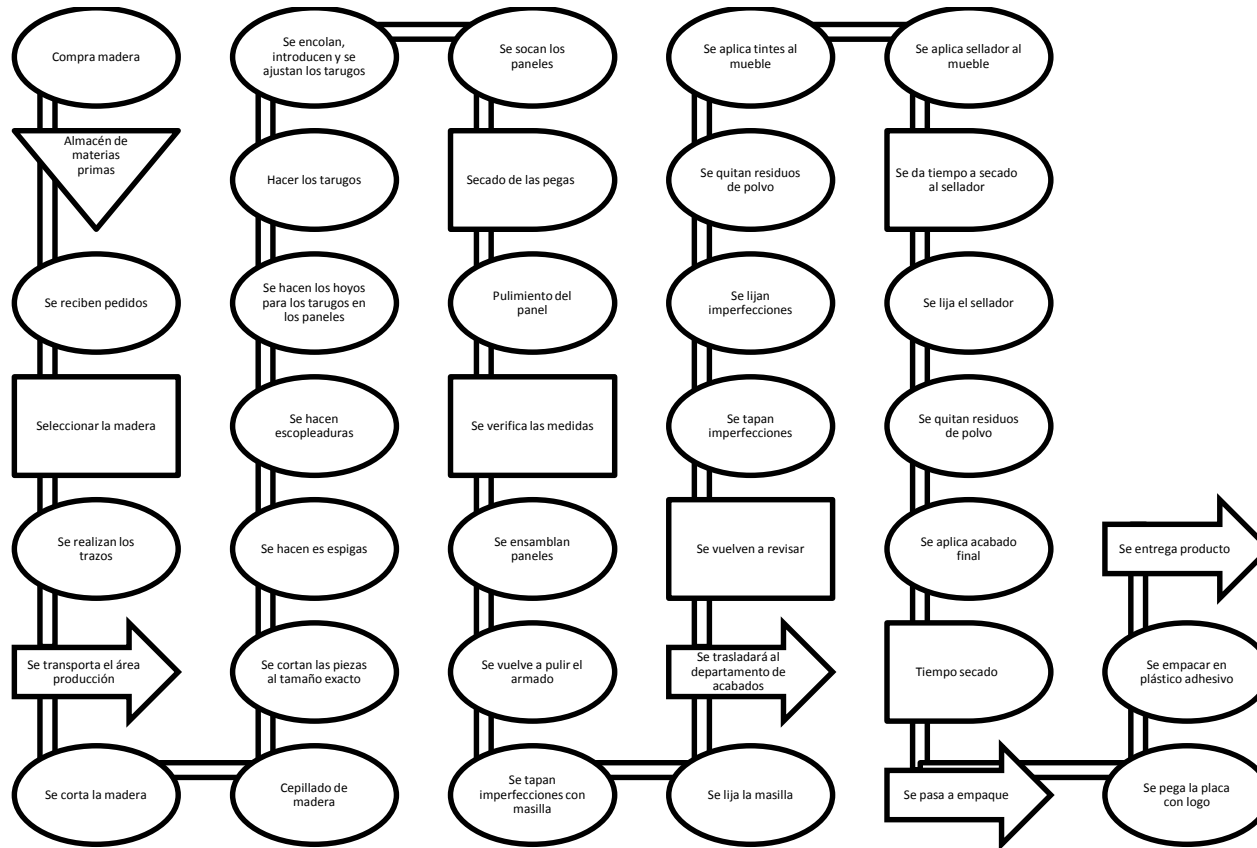 Compra madera
Almacén de
materias
primas
Se reciben pedidos
Seleccionar la madera
Se realizan los
trazos
Se transporta el área
producción
Se corta la madera
Cepillado de
madera
Se cortan las piezas
al tamaño exacto
Se hacen es espigas
Se hacen
escopleaduras
Se hacen los hoyos
para los tarugos en
los paneles
Hacer los tarugos
Se encolan,
introducen y se
ajustan los tarugos
Se socan los
paneles
Secado de las pegas
Pulimiento del
panel
Se verifica las medidas
Se ensamblan
paneles
Se vuelve a pulir el
armado
Se tapan
imperfecciones con
masilla
Se lija la masilla
Se trasladará al
departamento de
acabados
Se vuelven a revisar
Se tapan
imperfecciones
Se lijan
imperfecciones
Se quitan residuos
de polvo
Se aplica tintes al
mueble
Se aplica sellador al
mueble
Se da tiempo a secado
al sellador
Se lija el sellador
Se quitan residuos
de polvo
Se aplica acabado
final
Tiempo secado
Se pasa a empaque
Se pega la placa
con logo
Se empacar en
plástico adhesivo
Se entrega producto